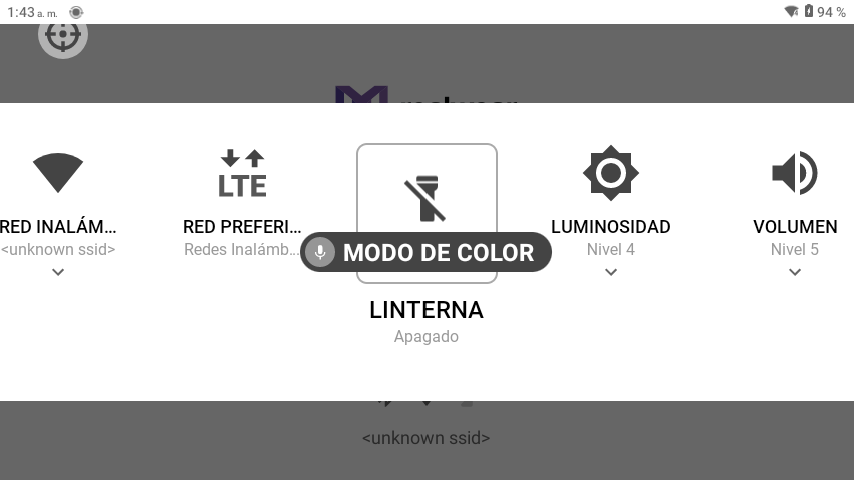 1:43 a. m.
94 %
RED INALÁM...
<unknown ssid>
LTE
RED PREFERI...
Redes Inalámb...
MODO DE COLOR
LINTERNA
Apagado
LUMINOSIDAD
Nivel 4
VOLUMEN
Nivel 5
<unknown ssid>